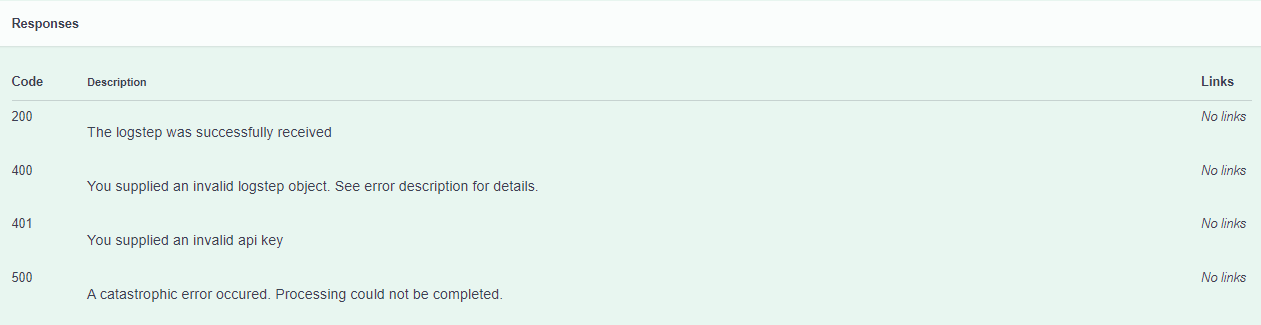 Responses
Code Description Links
200 No links
The logstep was successfully received
400 No links
You supplied an invalid logstep object. See error description for details.
401 No links
You supplied an invalid api key
500 No links
A catastrophic error occured. Processing could not be completed.